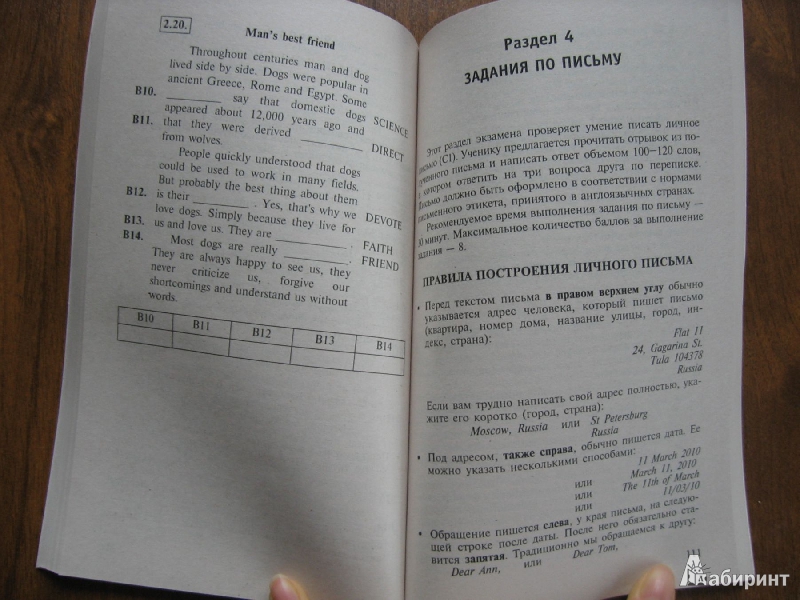 2.20.
Man's best friend
Throughout centuries man and dog
lived side by side. Dogs were popular in
ancient Greece, Rome and Egypt. Some
B10. ________ say that domestic dogs SCIENCE
appeared about 12,000 years ago and
B11. that they were derived ________ DIRECT
from wolves.
People quickly understood that dogs
could be used to work in many fields.
But probably the best thing about them
B12. is their ________. Yes, that's why we DEVOTE
love dogs. Simply because they live for
B13. us and love us. They are ________. FAITH
B14. Most dogs are really ________. FRIEND
They are always happy to see us, they
never criticize us, forgive our
shortcomings and understand us without
words.
B10 B11 B12 B13 B14
Раздел 4
ЗАДАНИЯ ПО ПИСЬМУ
Этот раздел экзамена проверяет умение писать личное
письмо (C1). Ученику предлагается прочитать отрывок из по-
лученного письма и написать ответ объемом 100–120 слов,
в котором ответить на три вопроса друга по переписке.
Письмо должно быть оформлено в соответствии с нормами
письменного этикета, принятого в англоязычных странах.
Рекомендуемое время выполнения задания по письму —
30 минут. Максимальное количество баллов за выполнение
задания — 8.
ПРАВИЛА ПОСТРОЕНИЯ ЛИЧНОГО ПИСЬМА
• Перед текстом письма в правом верхнем углу обычно
указывается адрес человека, который пишет письмо
(квартира, номер дома, название улицы, город, ин-
декс, страна):
Flat 11
24, Gagarina St.
Tula 104378
Russia
Если вам трудно написать свой адрес полностью, ука-
жите его коротко (город, страна):
Moscow, Russia или St Petersburg
Russia
• Под адресом, также справа, обычно пишется дата. Ее
можно указать несколькими способами:
11 March 2010
или March 11, 2010
или The 11th of March
или 11/03/10
• Обращение пишется слева, у края письма, на следую-
щей строке после даты. После него обязательно ста-
вится запятая. Традиционно мы обращаемся к другу:
Dear Ann, или Dear Tom,
Лабиринт